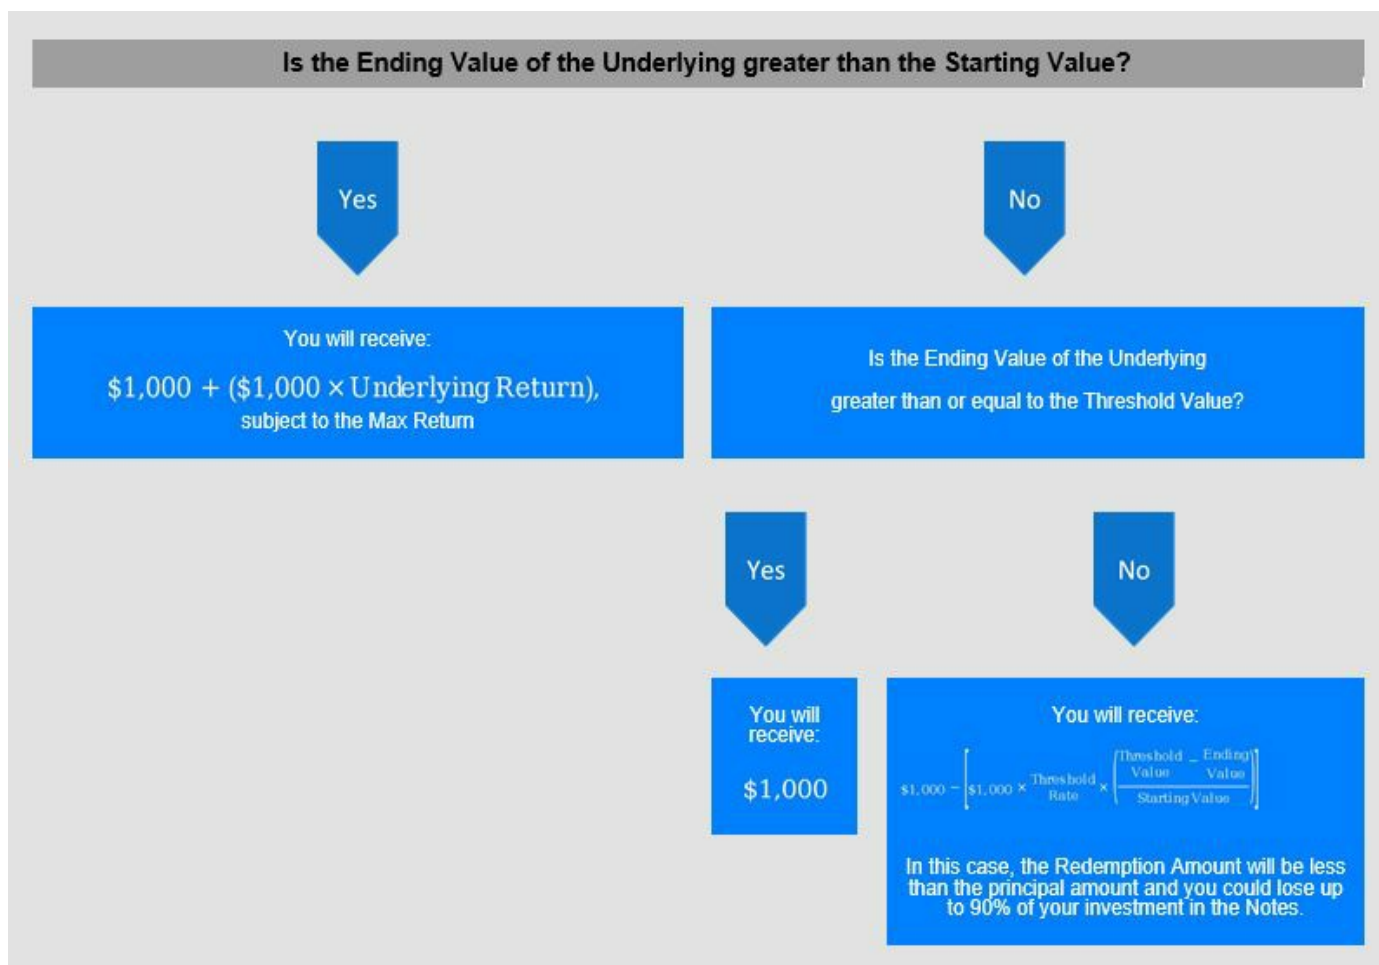 Is the Ending Value of the Underlying greater than the Starting Value?
Yes
No
You will receive:
$1,000 + ($1,000 × Underlying Return),
subject to the Max Return
Is the Ending Value of the Underlying
greater than or equal to the Threshold Value?
Yes
No
You will
receive:
$1,000
You will receive:
$1,000 − [$1,000 × Threshold Rate × (Threshold Value − Ending Value / Starting Value)]
In this case, the Redemption Amount will be less
than the principal amount and you could lose up
to 90% of your investment in the Notes.